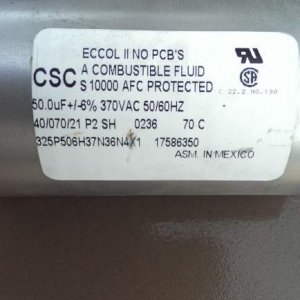 ECCOL II NO PCB'S
CSC A COMBUSTIBLE FLUID
S 10000 AFC PROTECTED
C 22.2 NO.190
50.0uF+/-6% 370VAC 50/60HZ
40/070/21 P2 SH 0236 70 C
325P506H37N36N4X1 17586350
ASM. IN MEXICO